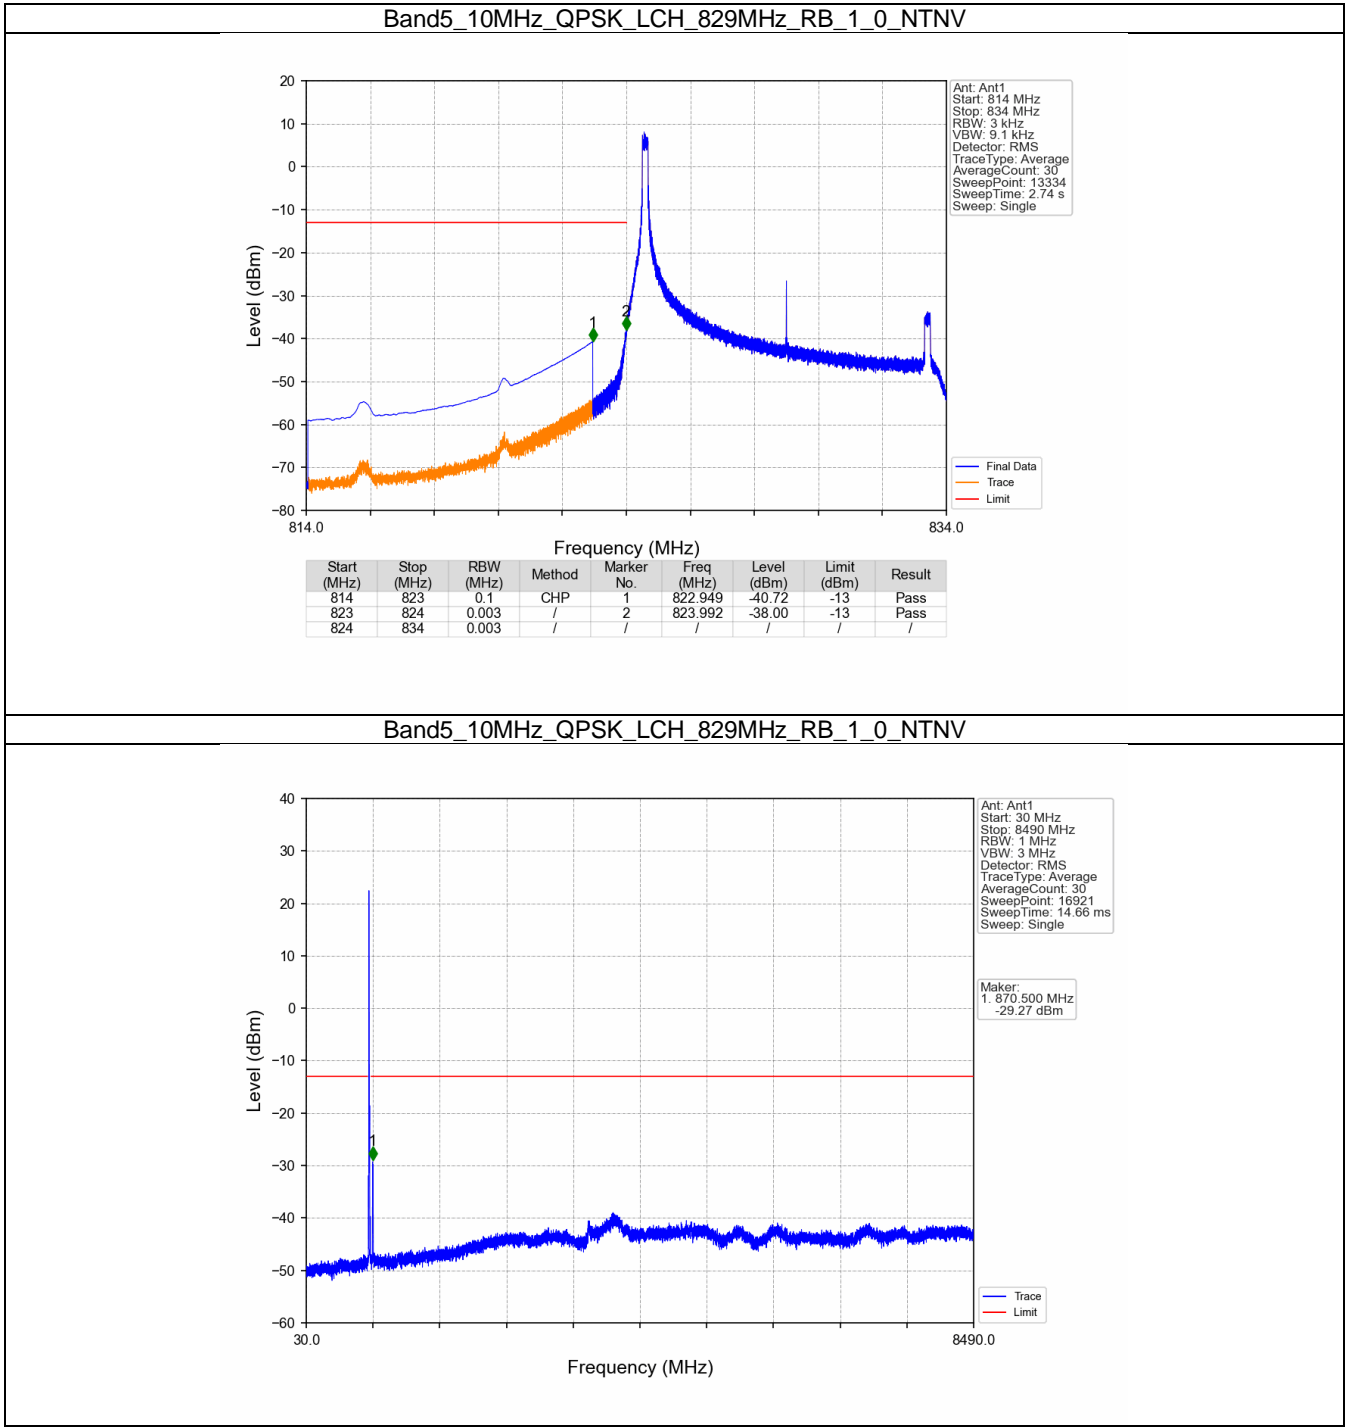 Band5_10MHz_QPSK_LCH_829MHz_RB_1_0_NTNV
20
10
0
−10
−20
−30
−40
−50
−60
−70
−80
Level (dBm)
1
2
814.0
834.0
Frequency (MHz)
Ant: Ant1
Start: 814 MHz
Stop: 834 MHz
RBW: 3 kHz
VBW: 9.1 kHz
Detector: RMS
TraceType: Average
AverageCount: 30
SweepPoint: 13334
SweepTime: 2.74 s
Sweep: Single
Final Data
Trace
Limit
Start (MHz) Stop (MHz) RBW (MHz) Method Marker No. Freq (MHz) Level (dBm) Limit (dBm) Result
814 823 0.1 CHP 1 822.949 -40.72 -13 Pass
823 824 0.003 / 2 823.992 -38.00 -13 Pass
824 834 0.003 / / / / / /
Band5_10MHz_QPSK_LCH_829MHz_RB_1_0_NTNV
40
30
20
10
0
−10
−20
−30
−40
−50
−60
Level (dBm)
1
30.0
8490.0
Frequency (MHz)
Ant: Ant1
Start: 30 MHz
Stop: 8490 MHz
RBW: 1 MHz
VBW: 3 MHz
Detector: RMS
TraceType: Average
AverageCount: 30
SweepPoint: 16921
SweepTime: 14.66 ms
Sweep: Single
Maker:
1. 870.500 MHz
-29.27 dBm
Trace
Limit